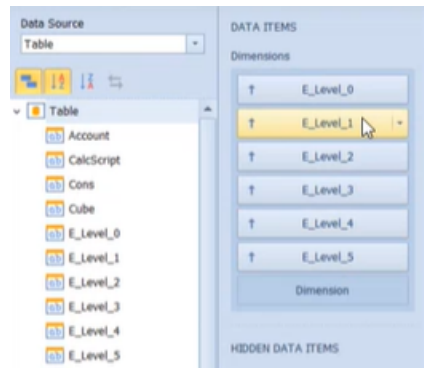 Data Source
Table
Table
Account
CalcScript
Cons
Cube
E_Level_0
E_Level_1
E_Level_2
E_Level_3
E_Level_4
E_Level_5
DATA ITEMS
Dimensions
E_Level_0
E_Level_1
E_Level_2
E_Level_3
E_Level_4
E_Level_5
Dimension
HIDDEN DATA ITEMS